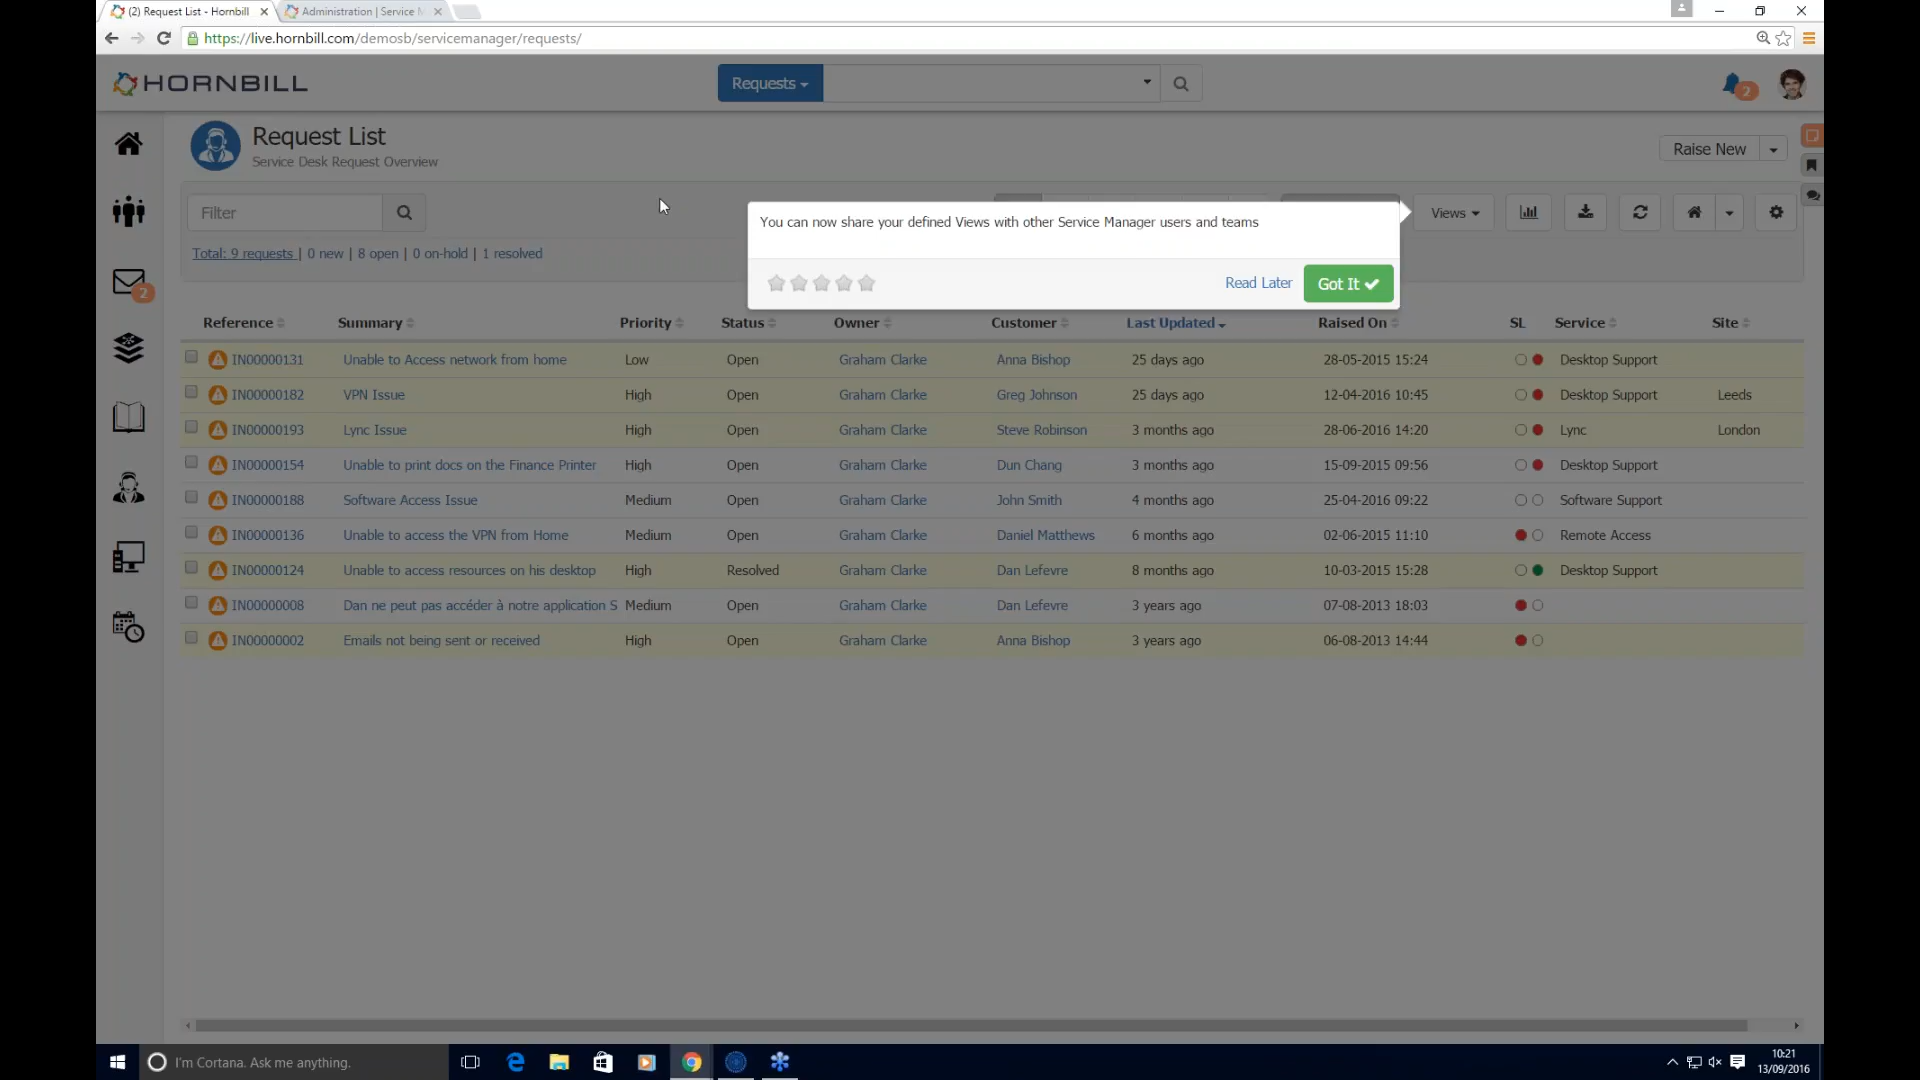 (2) Request List - Hornbill
Administration | Service M
https://live.hornbill.com/demosb/servicemanager/requests/
HORNBILL
Requests
2
Request List
Service Desk Request Overview
Raise New
Filter
Views
Total: 9 requests | 0 new | 8 open | 0 on-hold | 1 resolved
You can now share your defined Views with other Service Manager users and teams
Read Later
Got It
2
Reference Summary Priority Status Owner Customer Last Updated Raised On SL Service Site
IN00000131 Unable to Access network from home Low Open Graham Clarke Anna Bishop 25 days ago 28-05-2015 15:24 Desktop Support
IN00000182 VPN Issue High Open Graham Clarke Greg Johnson 25 days ago 12-04-2016 10:45 Desktop Support Leeds
IN00000193 Lync Issue High Open Graham Clarke Steve Robinson 3 months ago 28-06-2016 14:20 Lync London
IN00000154 Unable to print docs on the Finance Printer High Open Graham Clarke Dun Chang 3 months ago 15-09-2015 09:56 Desktop Support
IN00000188 Software Access Issue Medium Open Graham Clarke John Smith 4 months ago 25-04-2016 09:22 Software Support
IN00000136 Unable to access the VPN from Home Medium Open Graham Clarke Daniel Matthews 6 months ago 02-06-2015 11:10 Remote Access
IN00000124 Unable to access resources on his desktop High Resolved Graham Clarke Dan Lefevre 8 months ago 10-03-2015 15:28 Desktop Support
IN00000008 Dan ne peut pas accéder à notre application S Medium Open Graham Clarke Dan Lefevre 3 years ago 07-08-2013 18:03
IN00000002 Emails not being sent or received High Open Graham Clarke Anna Bishop 3 years ago 06-08-2013 14:44
I'm Cortana. Ask me anything.
10:21
13/09/2016